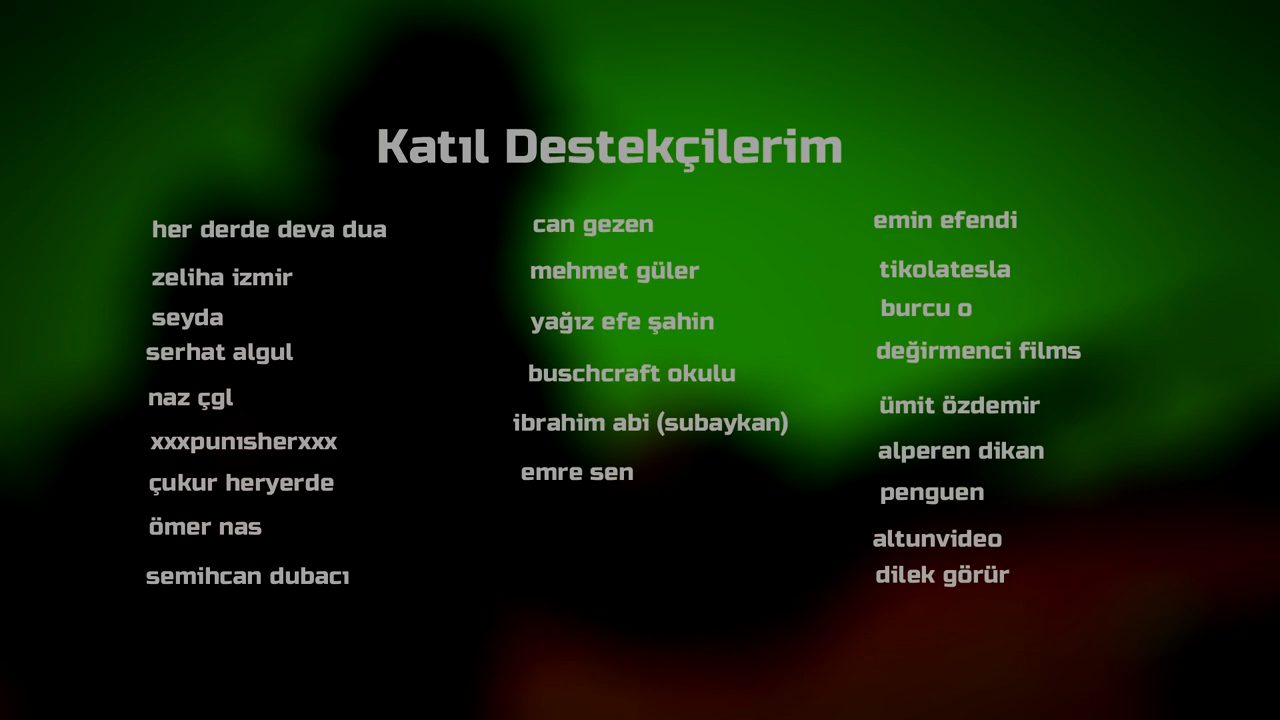 Katıl Destekçilerim
her derde deva dua
zeliha izmir
seyda
serhat algul
naz çgl
xxxpunısherxxx
çukur heryerde
ömer nas
semihcan dubacı
can gezen
mehmet güler
yağız efe şahin
buschcraft okulu
ibrahim abi (subaykan)
emre sen
emin efendi
tikolatesla
burcu o
değirmenci films
ümit özdemir
alperen dikan
penguen
altunvideo
dilek görür